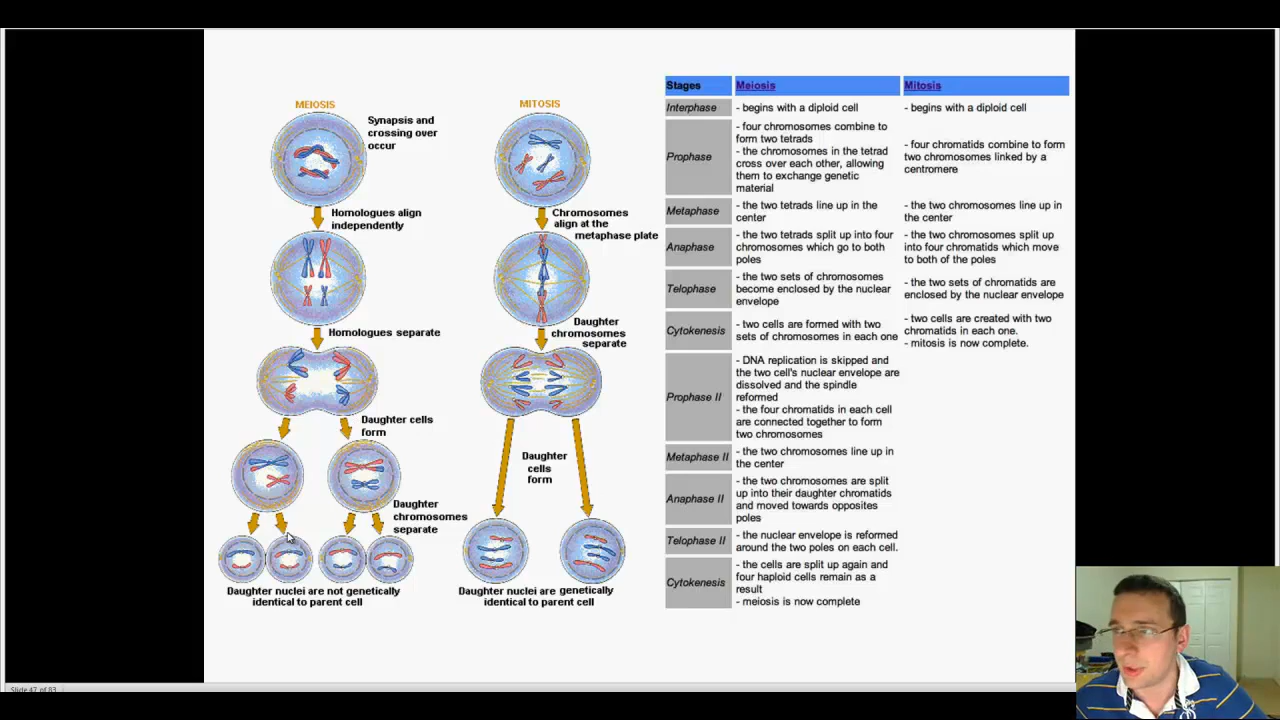 MEIOSIS
Synapsis and
crossing over
occur
Homologues align
independently
Homologues separate
Daughter cells
form
Daughter
chromosomes
separate
Daughter nuclei are not genetically
identical to parent cell
MITOSIS
Chromosomes
align at the
metaphase plate
Daughter
chromosomes
separate
Daughter
cells
form
Daughter nuclei are genetically
identical to parent cell
Stages Meiosis Mitosis
Interphase
- begins with a diploid cell
- begins with a diploid cell
Prophase
- four chromosomes combine to
form two tetrads
- the chromosomes in the tetrad
cross over each other, allowing
them to exchange genetic
material
- four chromatids combine to form
two chromosomes linked by a
centromere
Metaphase
- the two tetrads line up in the
center
- the two chromosomes line up in
the center
Anaphase
- the two tetrads split up into four
chromosomes which go to both
poles
- the two chromosomes split up
into four chromatids which move
to both of the poles
Telophase
- the two sets of chromosomes
become enclosed by the nuclear
envelope
- the two sets of chromatids are
enclosed by the nuclear envelope
Cytokenesis
- two cells are formed with two
sets of chromosomes in each one
- two cells are created with two
chromatids in each one.
- mitosis is now complete.
Prophase II
- DNA replication is skipped and
the two cell's nuclear envelope are
dissolved and the spindle
reformed
- the four chromatids in each cell
are connected together to form
two chromosomes
Metaphase II
- the two chromosomes line up in
the center
Anaphase II
- the two chromosomes are split
up into their daughter chromatids
and moved towards opposites
poles
Telophase II
- the nuclear envelope is reformed
around the two poles on each cell.
Cytokenesis
- the cells are split up again and
four haploid cells remain as a
result
- meiosis is now complete
Slide 47 of 83